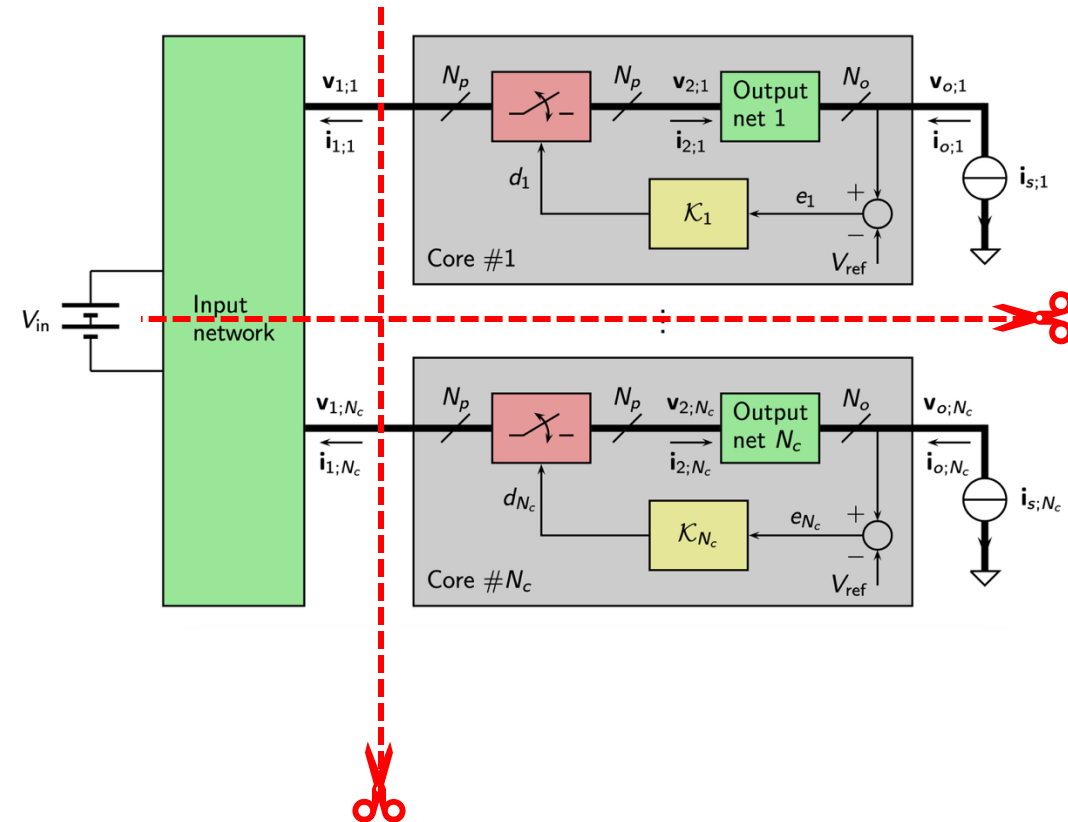 v1;1
Np
Np
v2;1
Output
net 1
No
vo;1
i1;1
i2;1
io;1
is;1
d1
K1
e1
+
−
Vref
Core #1
Vin
Input
network
⋮
v1;Nc
Np
Np
v2;Nc
Output
net Nc
No
vo;Nc
i1;Nc
i2;Nc
io;Nc
is;Nc
dNc
KNc
eNc
+
−
Vref
Core #Nc